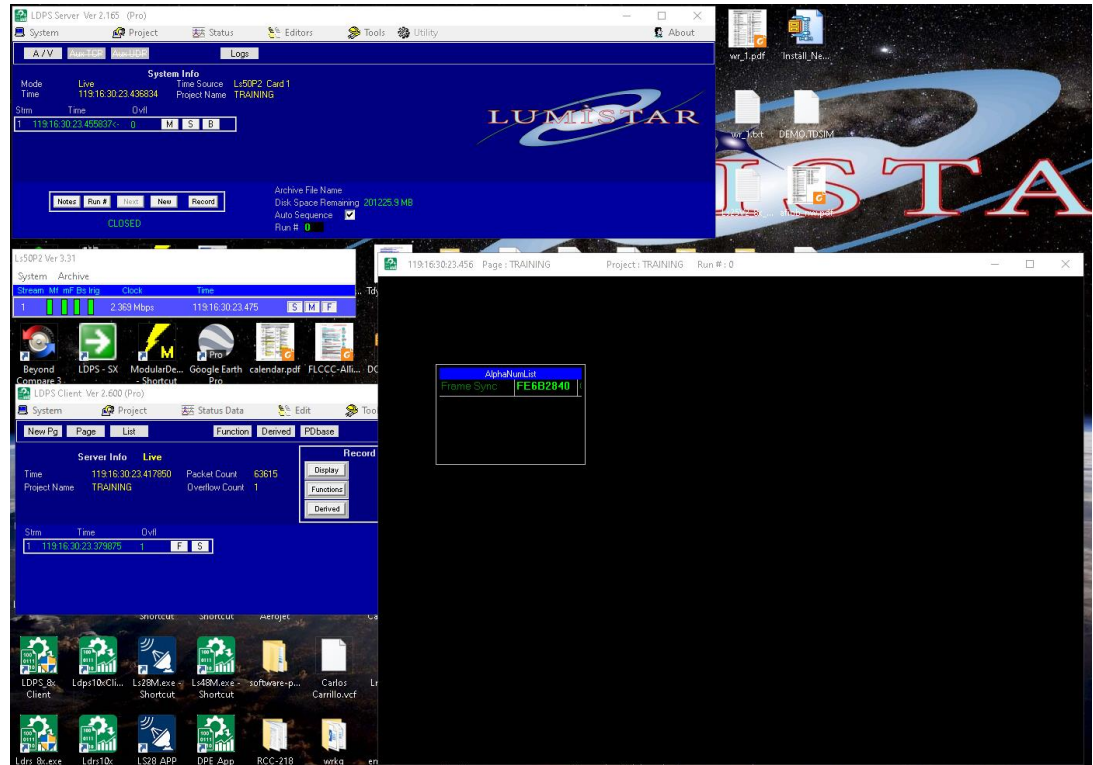 LDPS Server Ver 2.165 (Pro)
System Project Status Editors Tools Utility About
A / V Aux TCP Aux UDP Logs
System Info
Mode Live Time Source Ls50P2 Card 1
Time 119:16:30:23.436834 Project Name TRAINING
Strm Time Ovfl
1 119:16:30:23.455837<- 0 M S B
LUMISTAR
Notes Run # Next New Record
CLOSED
Archive File Name
Disk Space Remaining 201225.9 MB
Auto Sequence
Run # 0
wr_1.pdf
Install_Ne...
DEMO.TDSIM
ISTA
Ls50P2 Ver 3.31
System Archive
Stream Mf mF Bs Irig Clock Time
1 2.369 Mbps 119:16:30:23.475 S M F
Beyond Compare 3
LDPS - SX
ModularDe... - Shortcut
Google Earth Pro
calendar.pdf
FLCCC-Alli...
LDPS Client Ver 2.600 (Pro)
System Project Status Data Edit Tool
New Pg Page List Function Derived PDbase
Server Info Live
Time 119:16:30:23.417850 Packet Count 63615
Project Name TRAINING Overflow Count 1
Record
Display
Functions
Derived
Strm Time Ovfl
1 119:16:30:23.379875 1 F S
119:16:30:23.456 Page : TRAINING Project : TRAINING Run # : 0
AlphaNumList
Frame Sync FE6B2840
Shortcut Shortcut Aerojet
LDPS_8x Client
Ldps10xCli...
Ls28M.exe - Shortcut
Ls48M.exe - Shortcut
software-p...
Carlos Carrillo.vcf
Ldrs 8x.exe
Ldrs10x
LS28 APP
DPE App
RCC-218
wrkg